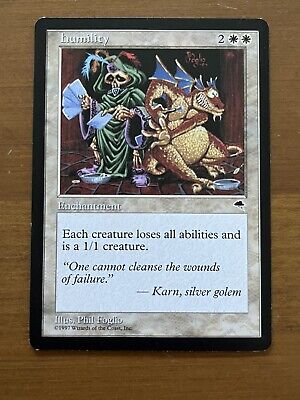 Humility 2
Enchantment
Each creature loses all abilities and
is a 1/1 creature.
"One cannot cleanse the wounds
of failure."
— Karn, silver golem
Illus. Phil Foglio
©1997 Wizards of the Coast, Inc.